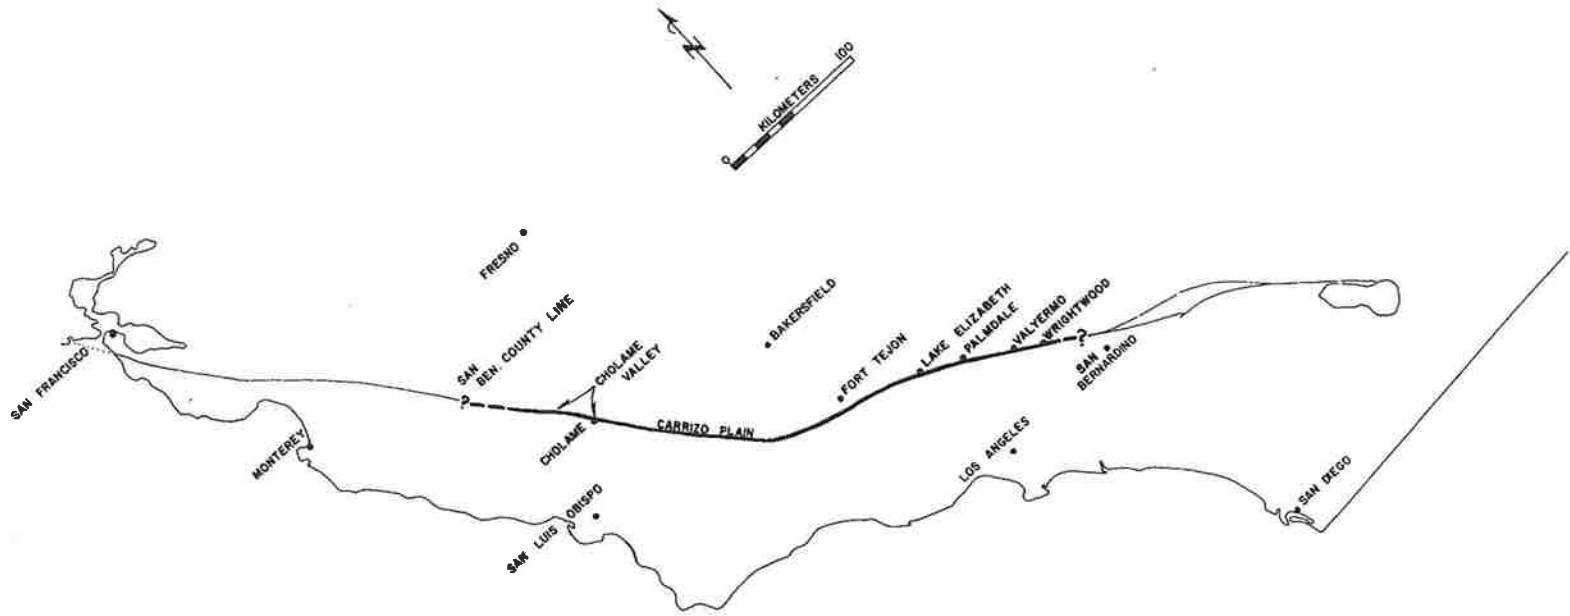 N
0
KILOMETERS
100
FRESNO
SAN FRANCISCO
SAN
BEN. COUNTY LINE
?
CHOLAME
VALLEY
CHOLAME
CARRIZO PLAIN
MONTEREY
SAN LUIS OBISPO
BAKERSFIELD
FORT TEJON
LAKE ELIZABETH
PALMDALE
VALYERMO
WRIGHTWOOD
?
SAN
BERNARDINO
LOS ANGELES
SAN DIEGO